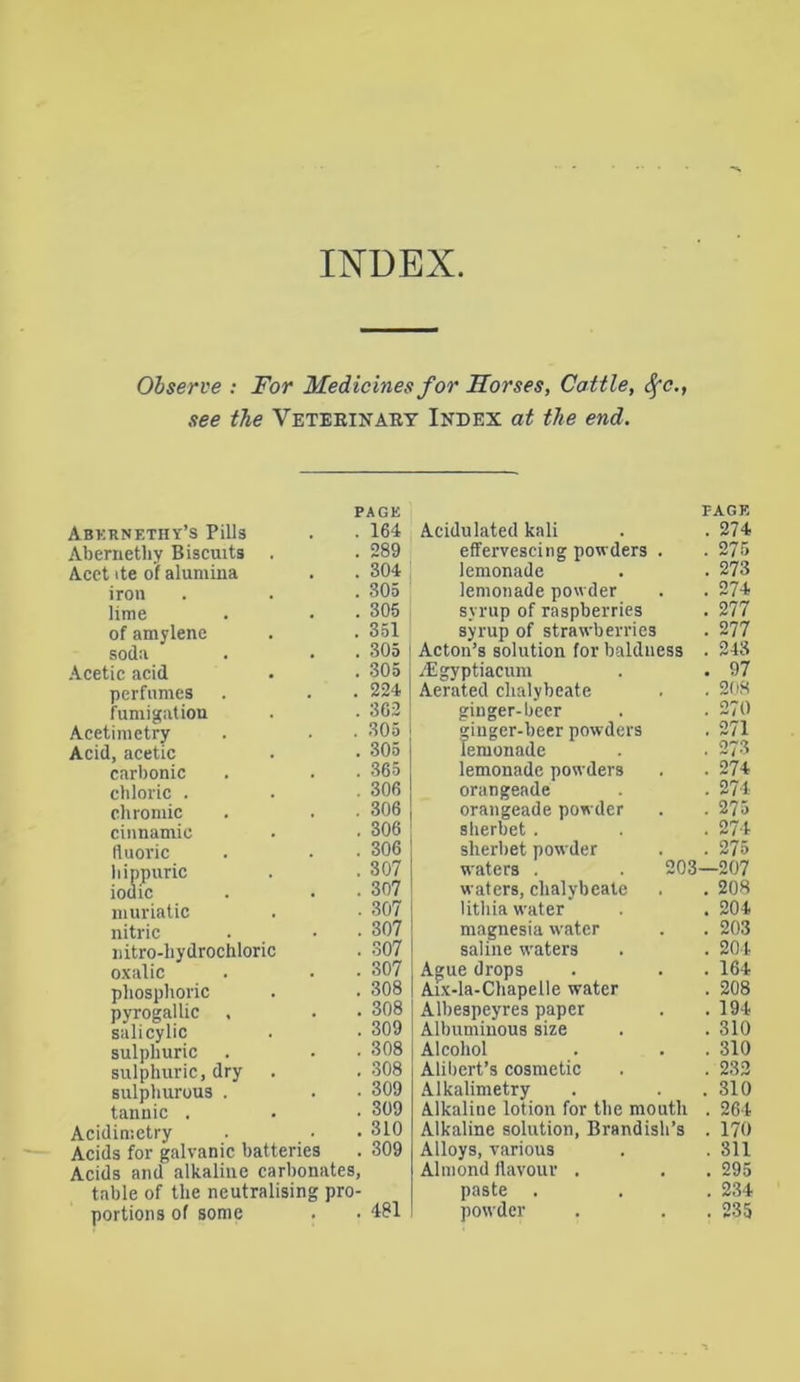 INDEX.
Observe : For Medicines for Horses, Cattle, &c.,
see the VETERINARY INDEX at the end.
PAGE
ABERNETHY'S Pills . . 164
Abernethy Biscuits . . 289
Acetate of alumina . . 304
iron . . . 305
lime . . . 305
of amylene . . 351
soda . . . 305
Acetic acid . . 305
perfumes . . . 224
fumigation . . 362
Acetimetry . . . 305
Acid, acetic . . 305
carbonic . . . 365
chloric . . . 306
chromic . . . 306
cinnamic . . 306
fluoric . . . 306
hippuric . . 307
iodic . . . 307
muriatic . . 307
nitric . . . 307
nitro-hydrochloric . 307
oxalic . . . 307
phosphoric . . 308
pyrogallic . . . 308
salicylic . . 309
sulphuric . . . 308
sulphuric, dry . . 308
sulphurous . . . 309
tannic . . . 309
Acidimetry . . . 310
Acids for galvanic batteries . 309
Acids and alkaline carbonates,
table of the neutralising pro-
portions of some . . 481
PAGE
Acidulated kali . . 274
effervescing powders . . 275
lemonade . . 273
lemonade powder . . 274
syrup of raspberries . 277
syrup of strawberries . 277
Acton's solution for baldness . 243
Ægyptiacum . . 97
Aerated chalybeate . . 208
ginger-beer . . 270
ginger-beer powders . 271
lemonade . . 273
lemonade powders . . 274
orangeade . . 274
orangeade powder . . 275
sherbet . . . 274
sherbet powder . . 275
waters . . 203—207
waters, chalybeate . . 208
lithia water . . 204
magnesia water . . 203
saline waters . . 204
Ague drops . . . 164
Aix-la-Chapelle water . 208
Albespeyres paper . . 194
Albuminous size . . 310
Alcohol . . . 310
Alibert's cosmetic . . 232
Alkalimetry . . . 310
Alkaline lotion for the mouth . 264
Alkaline solution, Brandish's . 170
Alloys, various . . 311
Almond flavour . . . 295
paste . . . 234
powder . . . 235